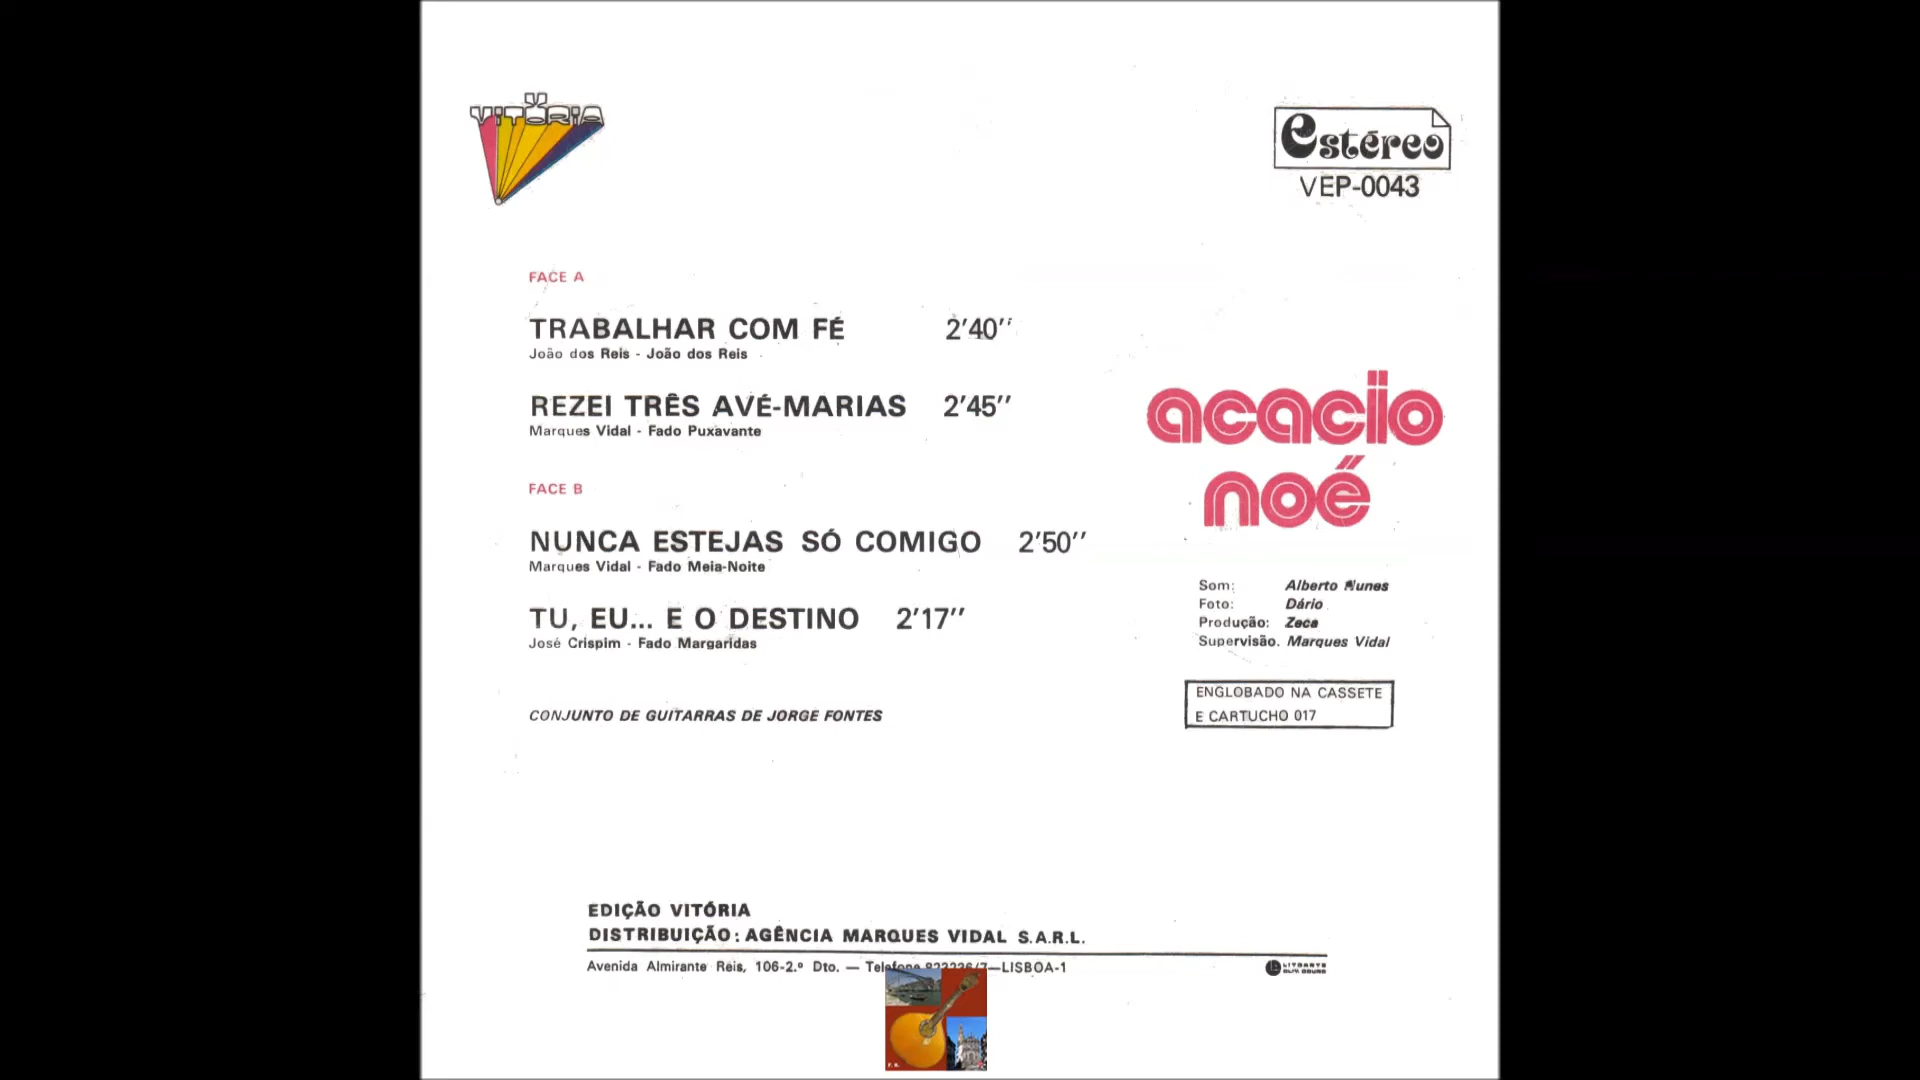 VITÓRIA
estéreo
VEP-0043
FACE A
TRABALHAR COM FÉ 2'40''
João dos Reis - João dos Reis
REZEI TRÊS AVÉ-MARIAS 2'45''
Marques Vidal - Fado Puxavante
acacio
noé
FACE B
NUNCA ESTEJAS SÓ COMIGO 2'50''
Marques Vidal - Fado Meia-Noite
TU, EU... E O DESTINO 2'17''
José Crispim - Fado Margaridas
Som: Alberto Nunes
Foto: Dário
Produção: Zeca
Supervisão. Marques Vidal
ENGLOBADO NA CASSETE
E CARTUCHO 017
CONJUNTO DE GUITARRAS DE JORGE FONTES
EDIÇÃO VITÓRIA
DISTRIBUIÇÃO: AGÊNCIA MARQUES VIDAL S.A.R.L.
Avenida Almirante Reis, 106-2.º Dto. — Telefone —LISBOA-1